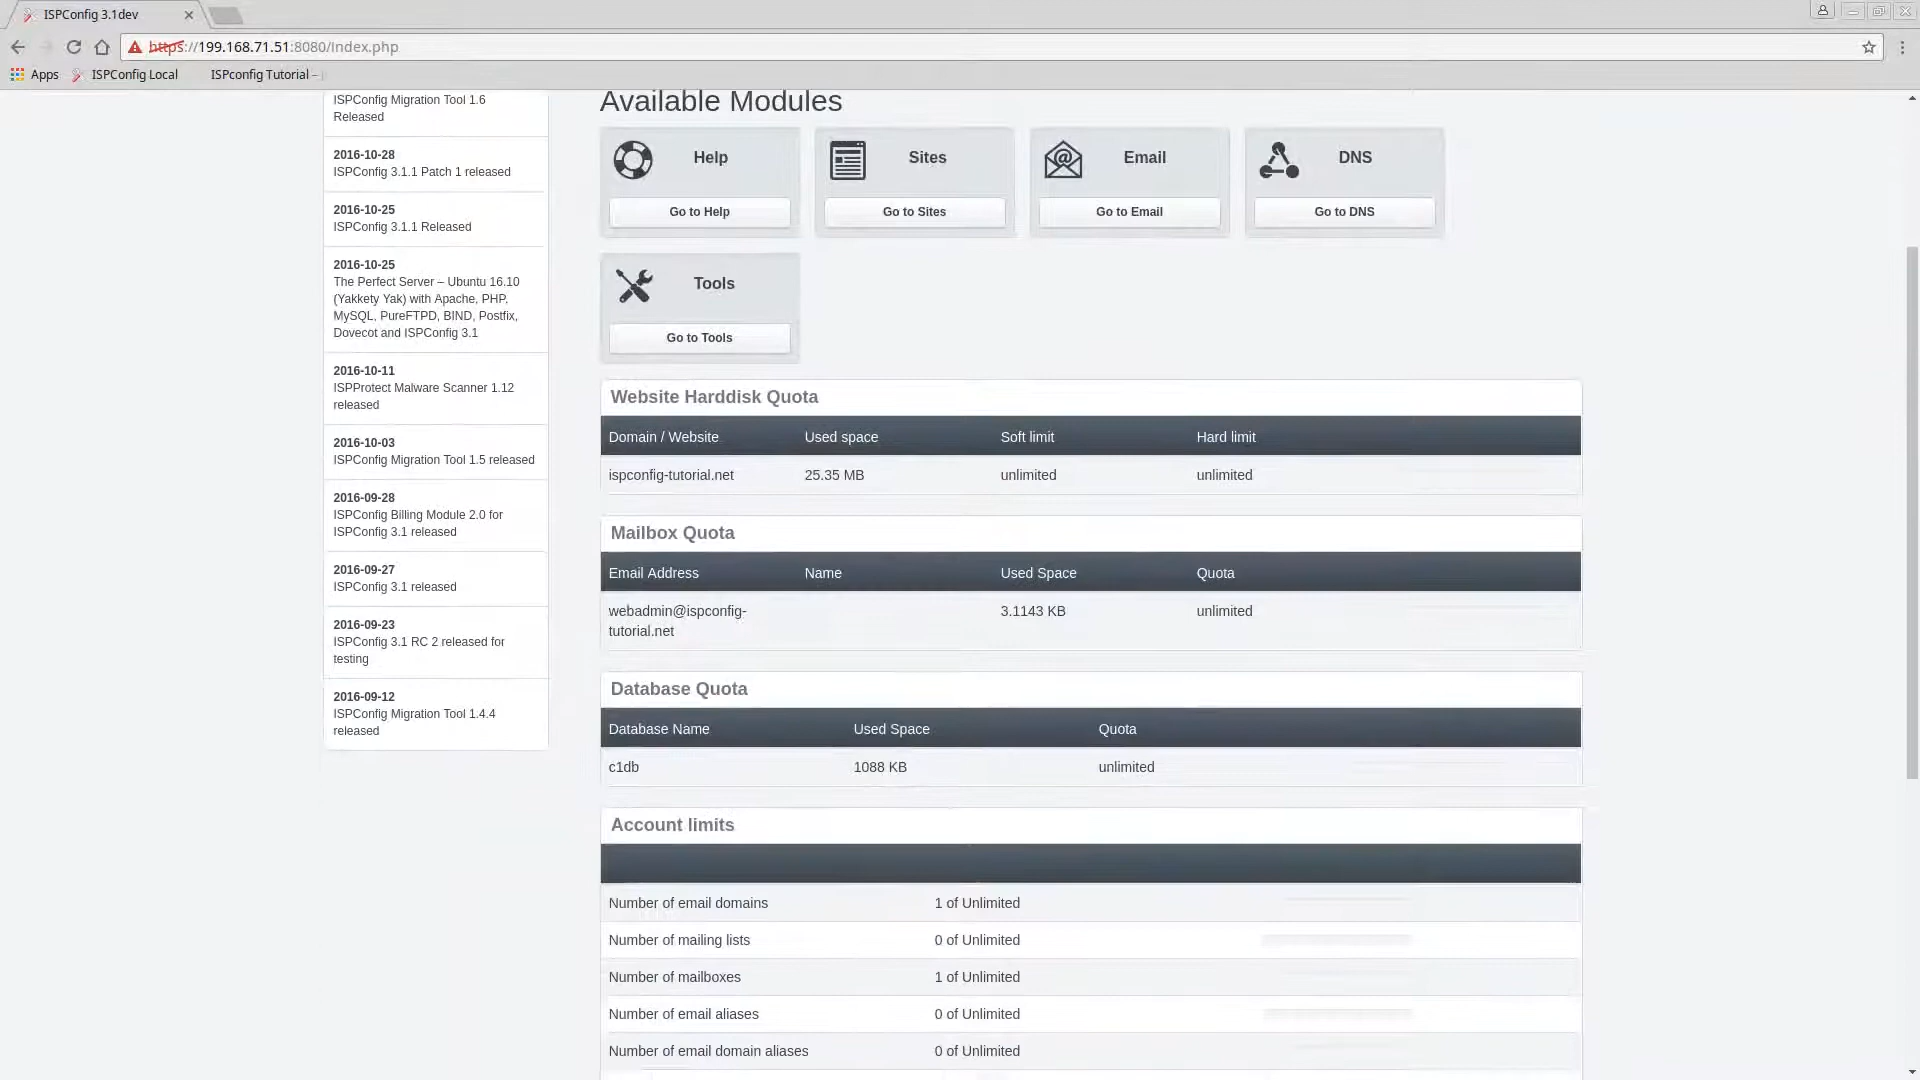 ISPConfig 3.1dev
https://199.168.71.51:8080/index.php
Apps ISPConfig Local ISPconfig Tutorial –
ISPConfig Migration Tool 1.6
Released
2016-10-28
ISPConfig 3.1.1 Patch 1 released
2016-10-25
ISPConfig 3.1.1 Released
2016-10-25
The Perfect Server – Ubuntu 16.10
(Yakkety Yak) with Apache, PHP,
MySQL, PureFTPD, BIND, Postfix,
Dovecot and ISPConfig 3.1
2016-10-11
ISPProtect Malware Scanner 1.12
released
2016-10-03
ISPConfig Migration Tool 1.5 released
2016-09-28
ISPConfig Billing Module 2.0 for
ISPConfig 3.1 released
2016-09-27
ISPConfig 3.1 released
2016-09-23
ISPConfig 3.1 RC 2 released for
testing
2016-09-12
ISPConfig Migration Tool 1.4.4
released
Available Modules
Help
Go to Help
Sites
Go to Sites
Email
Go to Email
DNS
Go to DNS
Tools
Go to Tools
Website Harddisk Quota
Domain / Website Used space Soft limit Hard limit
ispconfig-tutorial.net 25.35 MB unlimited unlimited
Mailbox Quota
Email Address Name Used Space Quota
webadmin@ispconfig- 3.1143 KB unlimited
tutorial.net
Database Quota
Database Name Used Space Quota
c1db 1088 KB unlimited
Account limits
Number of email domains 1 of Unlimited
Number of mailing lists 0 of Unlimited
Number of mailboxes 1 of Unlimited
Number of email aliases 0 of Unlimited
Number of email domain aliases 0 of Unlimited